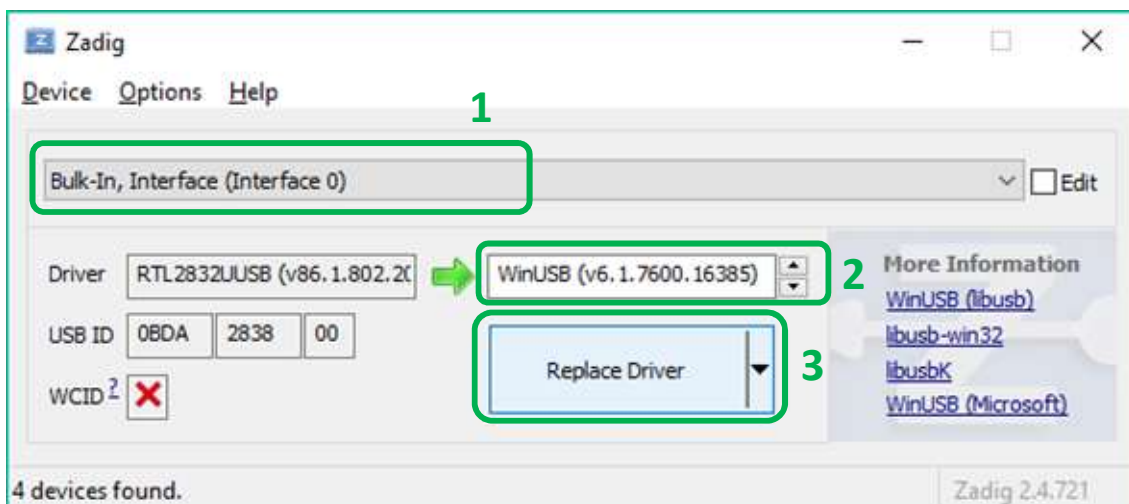 Zadig
Device Options Help
1
Bulk-In, Interface (Interface 0)
Edit
Driver RTL2832UUSB (v86.1.802.20 WinUSB (v6.1.7600.16385) 2
USB ID 0BDA 2838 00
WCID ?
Replace Driver 3
More Information
WinUSB (libusb)
libusb-win32
libusbK
WinUSB (Microsoft)
4 devices found.
Zadig 2.4.721